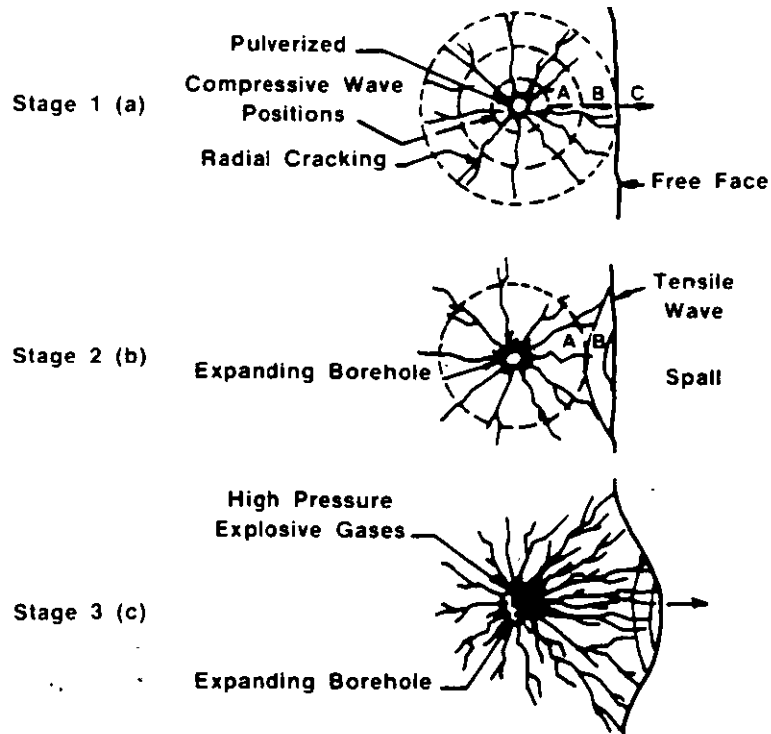 Stage 1 (a)
Pulverized
Compressive Wave
Positions
Radial Cracking
A B C
Free Face
Stage 2 (b)
Expanding Borehole
A B
Tensile
Wave
Spall
Stage 3 (c)
High Pressure
Explosive Gases
Expanding Borehole